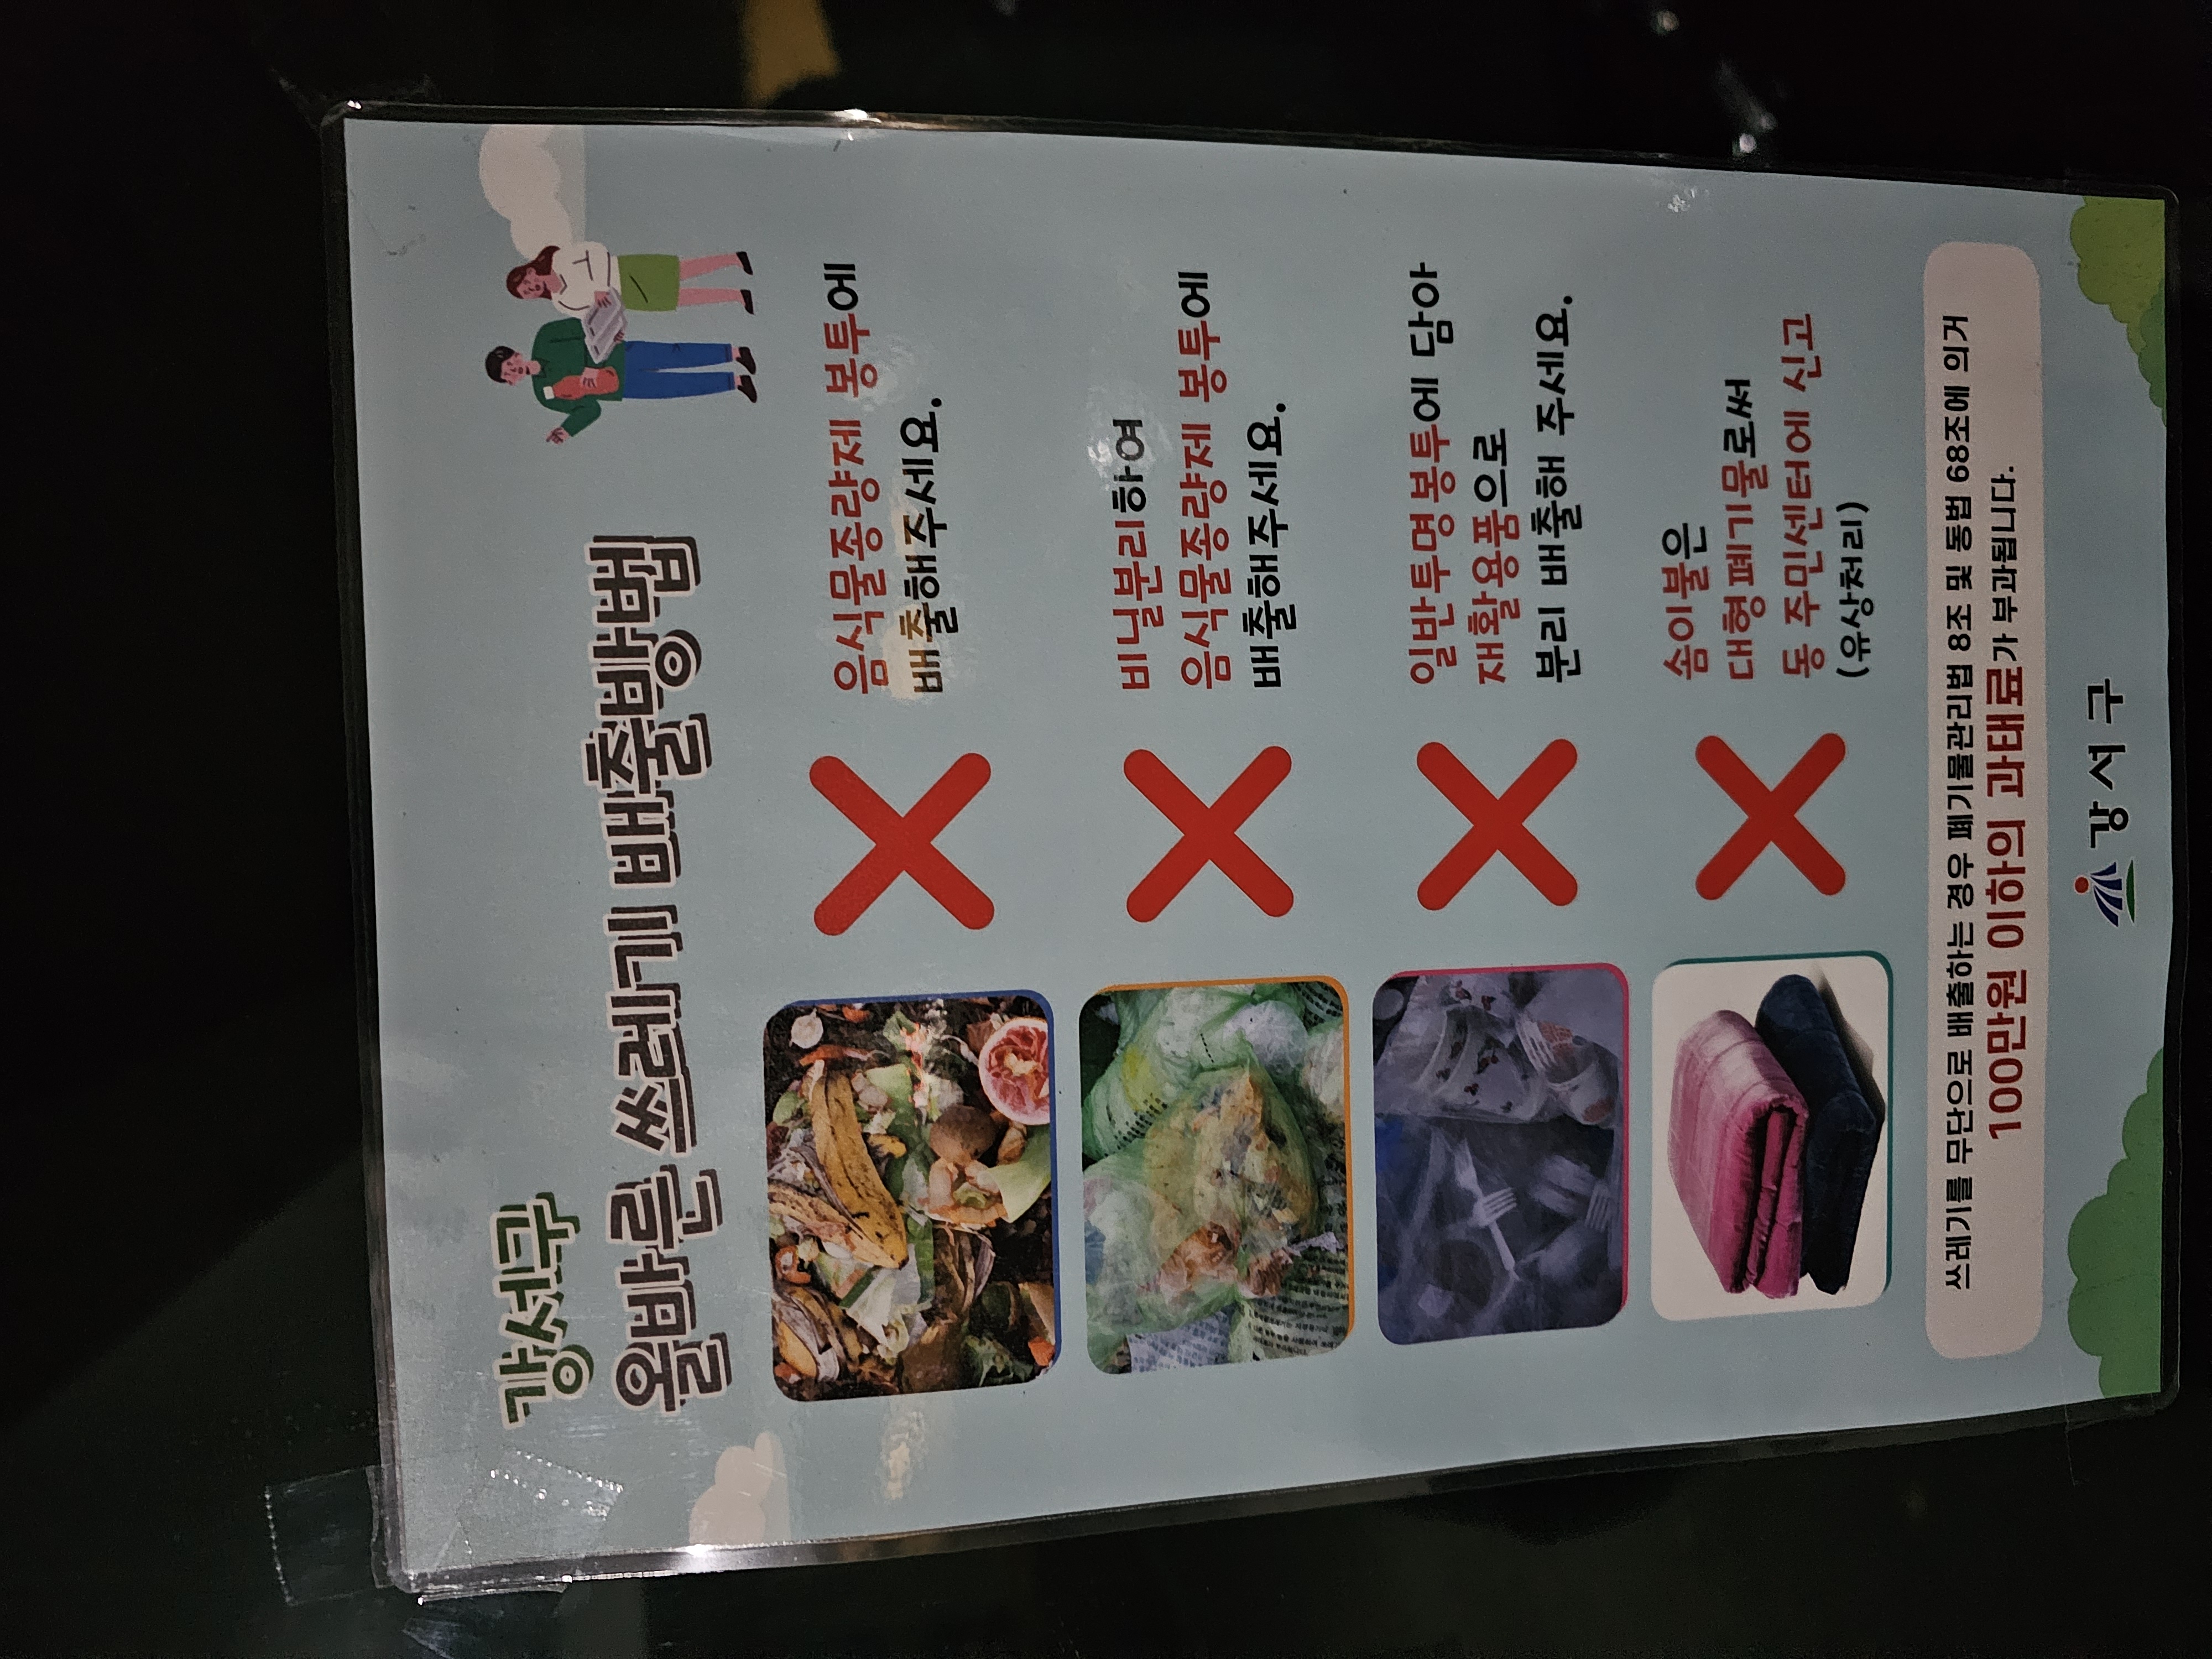 강서구
올바른 쓰레기 배출방법
음식물종량제 봉투에
배출해주세요.
비닐분리하여
음식물종량제 봉투에
배출해주세요.
일반투명봉투에 담아
재활용품으로
분리 배출해 주세요.
솜이불은
대형폐기물로써
동 주민센터에 신고
(유상처리)
쓰레기를 무단으로 배출하는 경우 폐기물관리법 8조 및 동법 68조에 의거
100만원 이하의 과태료가 부과됩니다.
강서구